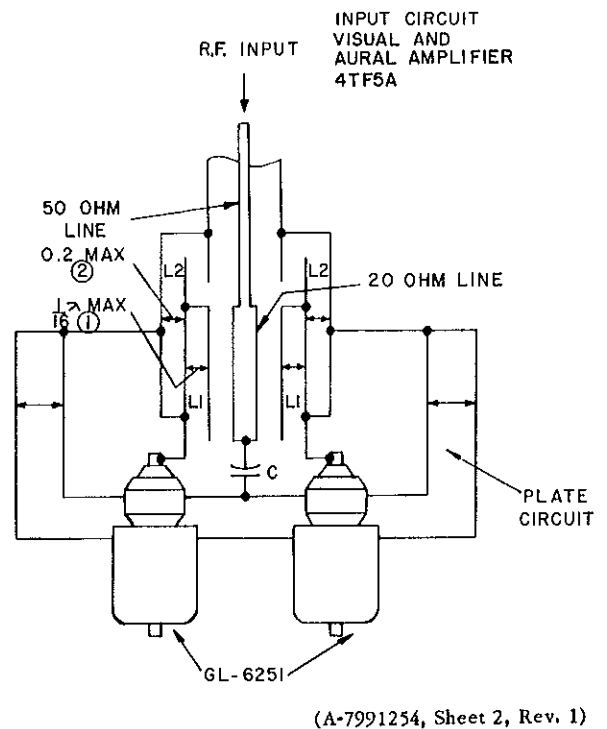 INPUT CIRCUIT
VISUAL AND
AURAL AMPLIFIER
4TF5A
R.F. INPUT
50 OHM
LINE
0.2 MAX
②
L2
L2
20 OHM LINE
1/16 λ MAX
①
L1
L1
C
PLATE
CIRCUIT
GL-6251
(A-7991254, Sheet 2, Rev. 1)